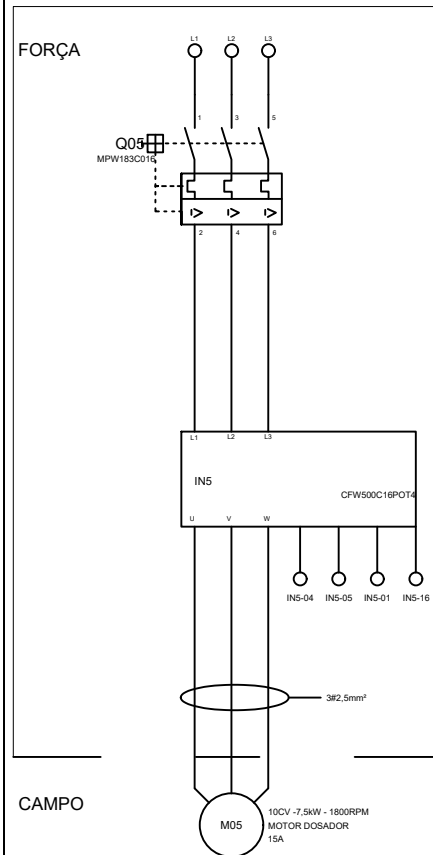 L1 L2 L3
FORÇA
1 3 5
Q05
MPW183C016
I> I> I>
2 4 6
L1 L2 L3
IN5
CFW500C16POT4
U V W
IN5-04 IN5-05 IN5-01 IN5-16
3#2,5mm²
CAMPO
10CV -7,5kW - 1800RPM
M05 MOTOR DOSADOR
15A